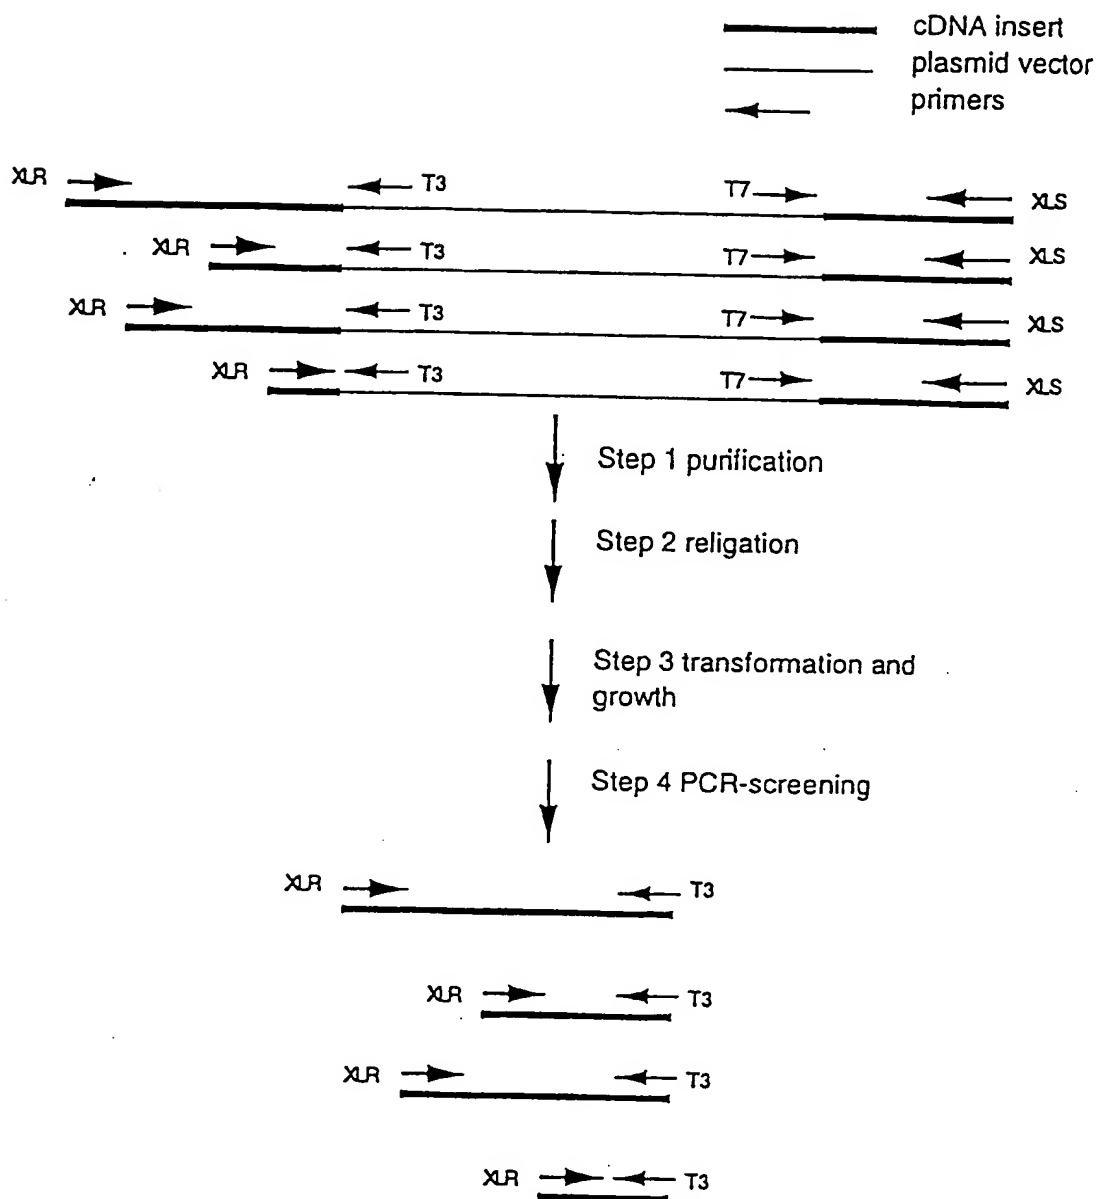 cDNA insert
plasmid vector
primers
XLR T3 T7 XLS
XLR T3 T7 XLS
XLR T3 T7 XLS
XLR T3 T7 XLS
Step 1 purification
Step 2 religation
Step 3 transformation and
growth
Step 4 PCR-screening
XLR T3
XLR T3
XLR T3
XLR T3